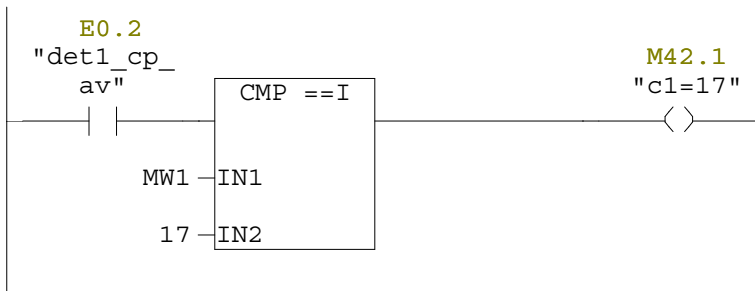 E0.2
"det1_cp_
av"
CMP ==I
M42.1
"c1=17"
MW1
IN1
17
IN2